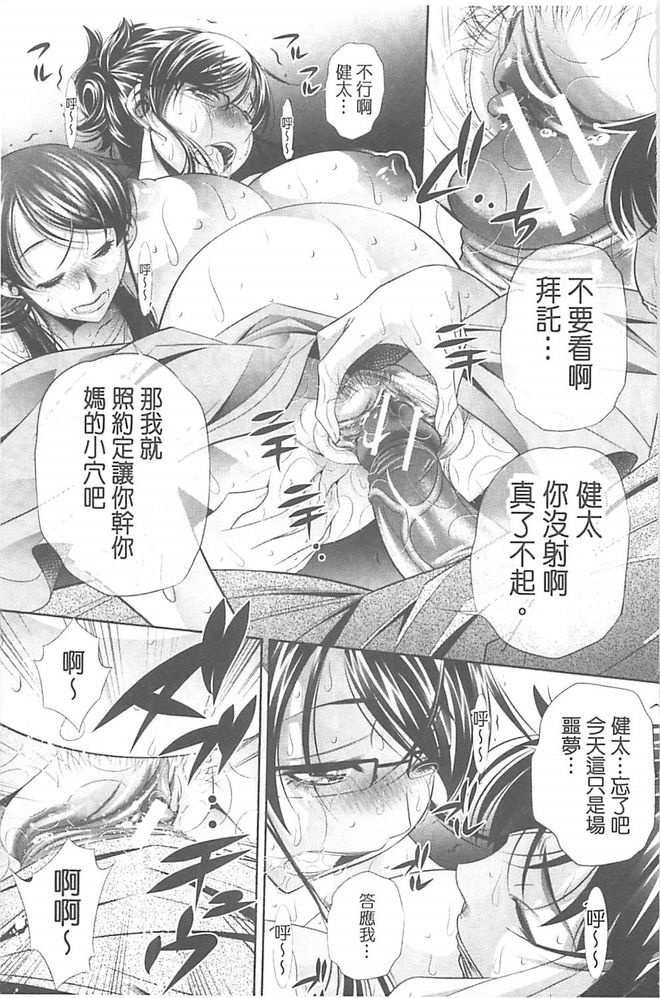 不行啊
健太…
呼～
呼～
呼～
不要看啊
拜託…
健太
你沒射啊
真了不起。
那我就
照約定讓你幹你
媽的小穴吧
健太…忘了吧
今天這只是場
噩夢…
呼～
答應我…
呼～
啊～
啊啊～
呼～